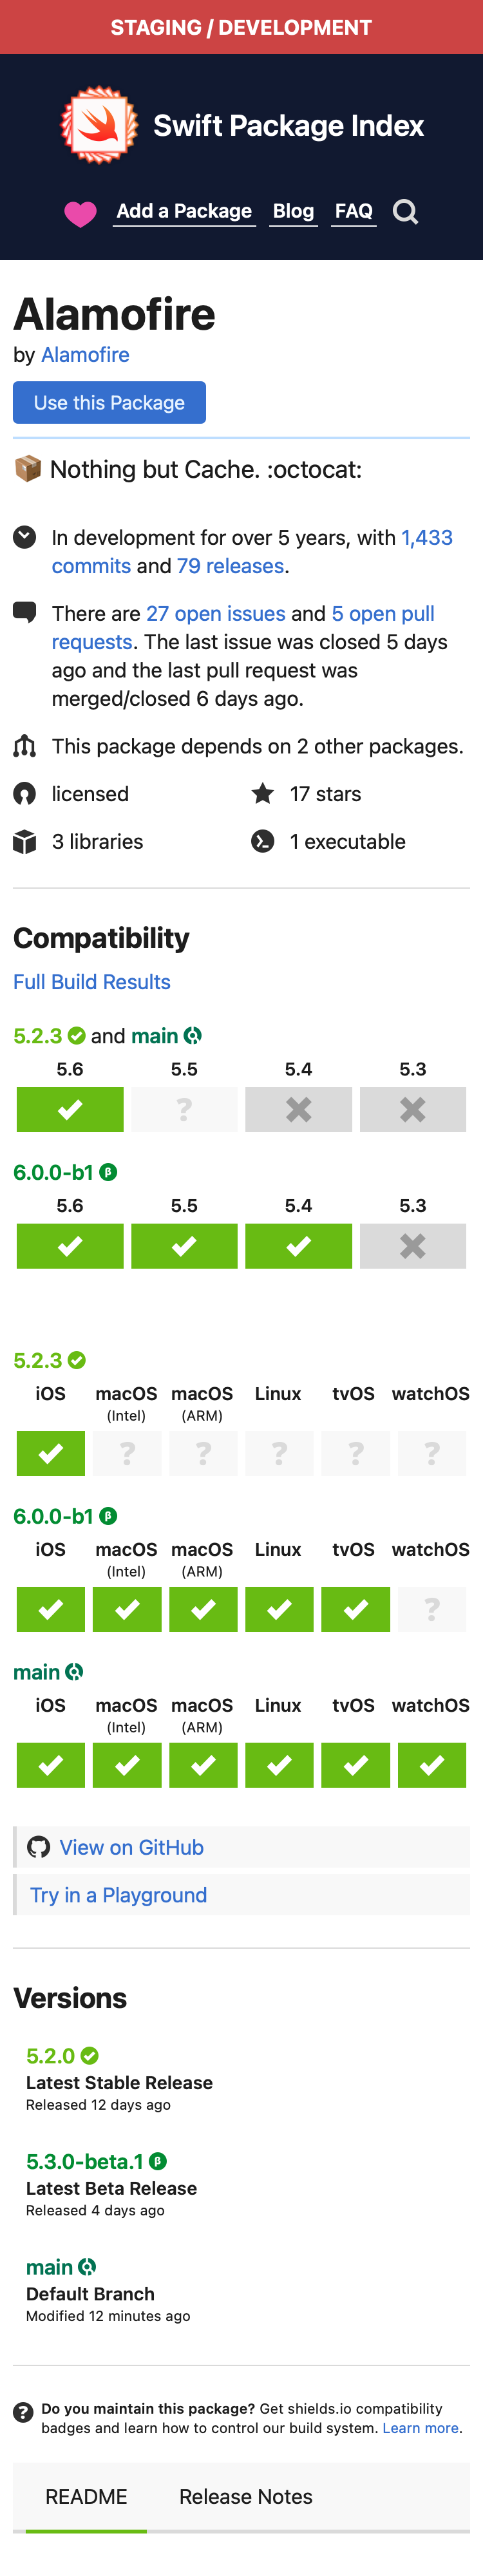 STAGING / DEVELOPMENT
Swift Package Index
Add a Package Blog FAQ
Alamofire
by Alamofire
Use this Package
📦 Nothing but Cache. :octocat:
In development for over 5 years, with 1,433
commits and 79 releases.
There are 27 open issues and 5 open pull
requests. The last issue was closed 5 days
ago and the last pull request was
merged/closed 6 days ago.
This package depends on 2 other packages.
licensed 17 stars
3 libraries 1 executable
Compatibility
Full Build Results
5.2.3 and main
5.6 5.5 5.4 5.3
?
6.0.0-b1 β
5.6 5.5 5.4 5.3
5.2.3
iOS macOS macOS Linux tvOS watchOS
(Intel) (ARM)
? ? ? ? ?
6.0.0-b1 β
iOS macOS macOS Linux tvOS watchOS
(Intel) (ARM)
?
main
iOS macOS macOS Linux tvOS watchOS
(Intel) (ARM)
View on GitHub
Try in a Playground
Versions
5.2.0
Latest Stable Release
Released 12 days ago
5.3.0-beta.1 β
Latest Beta Release
Released 4 days ago
main
Default Branch
Modified 12 minutes ago
? Do you maintain this package? Get shields.io compatibility
badges and learn how to control our build system. Learn more.
README Release Notes